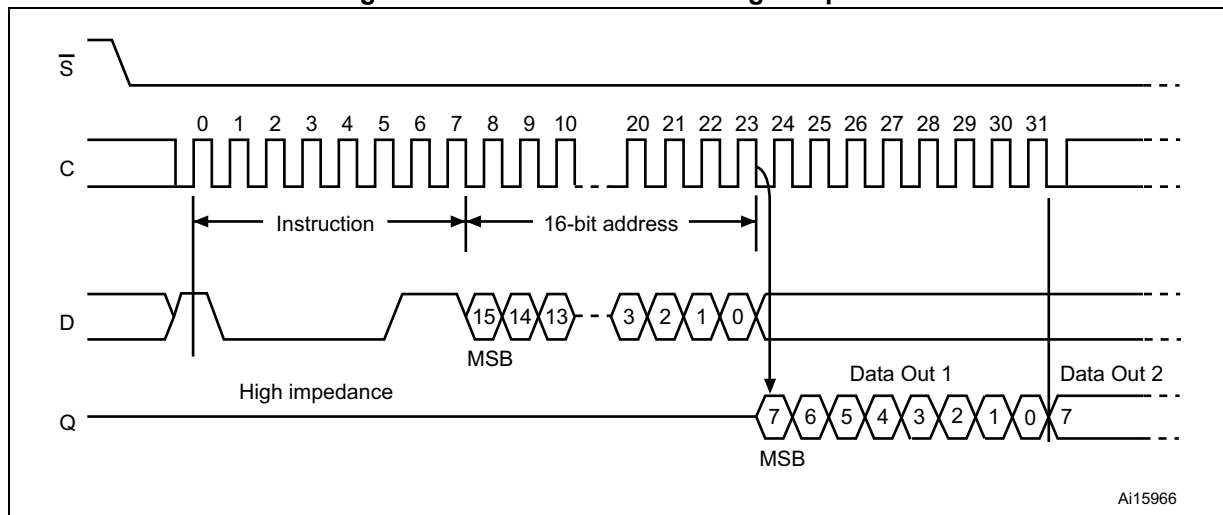 S
0 1 2 3 4 5 6 7 8 9 10 20 21 22 23 24 25 26 27 28 29 30 31
C
Instruction 16-bit address
D 15 14 13 3 2 1 0
MSB
Data Out 1 Data Out 2
High impedance
Q 7 6 5 4 3 2 1 0 7
MSB
Ai15966